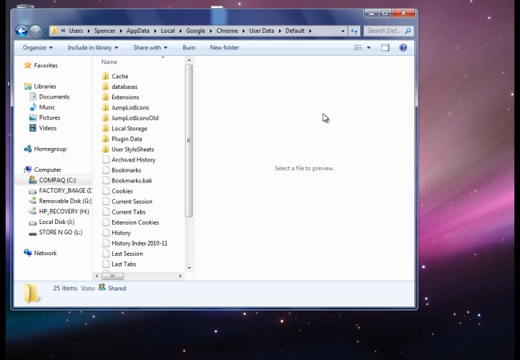 Users Spencer AppData Local Google Chrome User Data Default Search Def...
Organize Include in library Share with Burn New folder
Favorites
Libraries
Documents
Music
Pictures
Videos
Homegroup
Computer
COMPAQ (C:)
FACTORY_IMAGE (D
Removable Disk (G:)
HP_RECOVERY (H:)
Local Disk (J:)
STORE N GO (L:)
Network
Name
Cache
databases
Extensions
JumpListIcons
JumpListIconsOld
Local Storage
Plugin Data
User StyleSheets
Archived History
Bookmarks
Bookmarks.bak
Cookies
Current Session
Current Tabs
Extension Cookies
History
History Index 2010-11
Last Session
Last Tabs
Select a file to preview.
25 items State: Shared